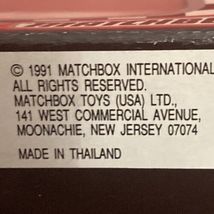 MATCHBOX
© 1991 MATCHBOX INTERNATIONAL
ALL RIGHTS RESERVED.
MATCHBOX TOYS (USA) LTD.,
141 WEST COMMERCIAL AVENUE,
MOONACHIE, NEW JERSEY 07074
MADE IN THAILAND